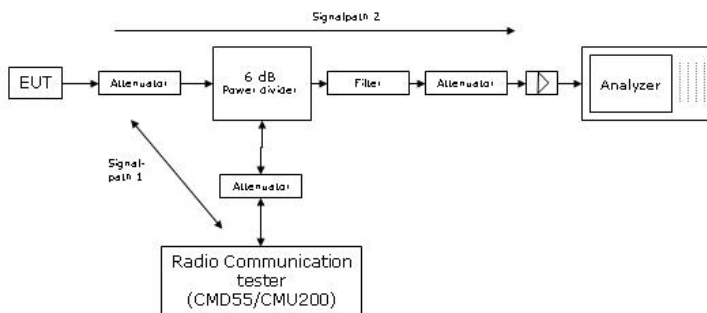 Signalpath 2
EUT
Attenuator
6 dB
Power divider
Filter
Attenuator
Analyzer
Signal-
path 1
Attenuator
Radio Communication
tester
(CMD55/CMU200)